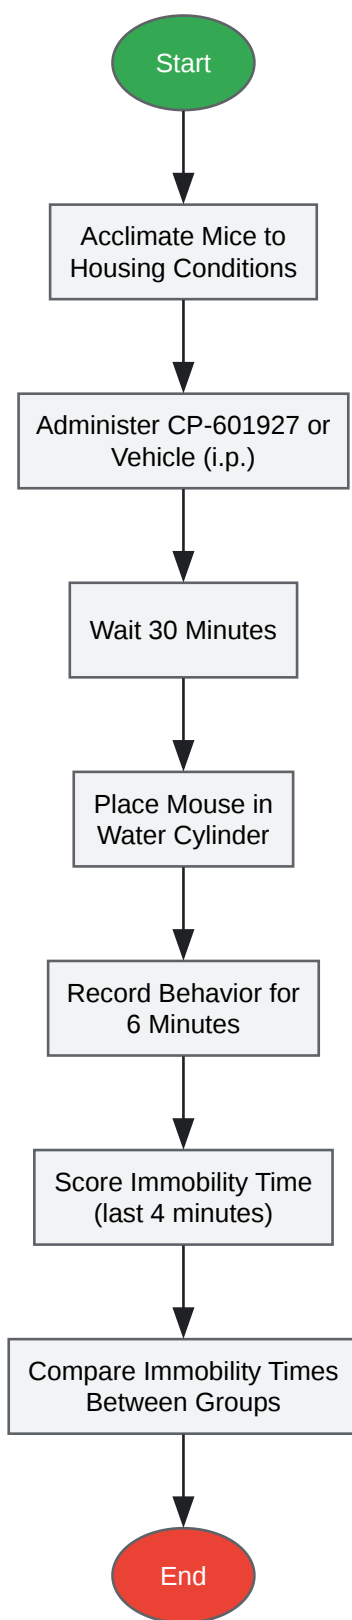 Start
Acclimate Mice to
Housing Conditions
Administer CP-601927 or
Vehicle (i.p.)
Wait 30 Minutes
Place Mouse in
Water Cylinder
Record Behavior for
6 Minutes
Score Immobility Time
(last 4 minutes)
Compare Immobility Times
Between Groups
End